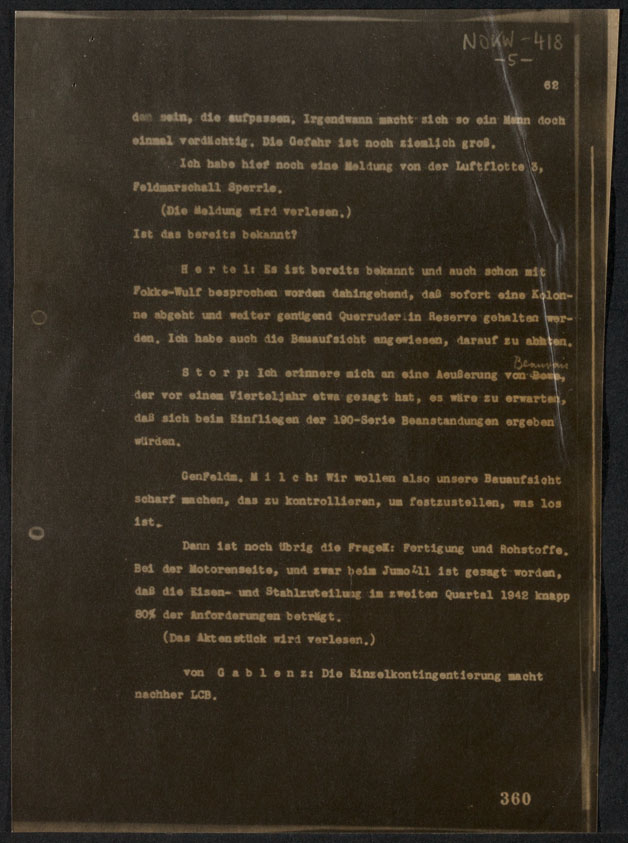 NOKW-418
-5-
62
den sein, die aufpassen. Irgendwann macht sich so ein Mann doch
einmal verdächtig. Die Gefahr ist noch ziemlich groß.
Ich habe hier noch eine Meldung von der Luftflotte 3,
Feldmarschall Sperrle.
(Die Meldung wird verlesen.)
Ist das bereits bekannt?
H e r t e l: Es ist bereits bekannt und auch schon mit
Fokke-Wulf besprochen worden dahingehend, daß sofort eine Kolon-
ne abgeht und weiter genügend Querruder in Reserve gehalten wer-
den. Ich habe auch die Bauaufsicht angewiesen, darauf zu achten.
Beauvais
S t o r p: Ich erinnere mich an eine Aeußerung von
der vor einem Vierteljahr etwa gesagt hat, es wäre zu erwarten,
daß sich beim Einfliegen der 190-Serie Beanstandungen ergeben
würden.
GenFeldm. M i l c h: Wir wollen also unsere Bauaufsicht
scharf machen, das zu kontrollieren, um festzustellen, was los
ist.
Dann ist noch übrig die Frage: Fertigung und Rohstoffe.
Bei der Motorenseite, und zwar beim Jumo 211 ist gesagt worden,
daß die Eisen- und Stahlzuteilung im zweiten Quartal 1942 knapp
80% der Anforderungen beträgt.
(Das Aktenstück wird verlesen.)
von G a b l e n z: Die Einzelkontingentierung macht
nachher LCB.
360